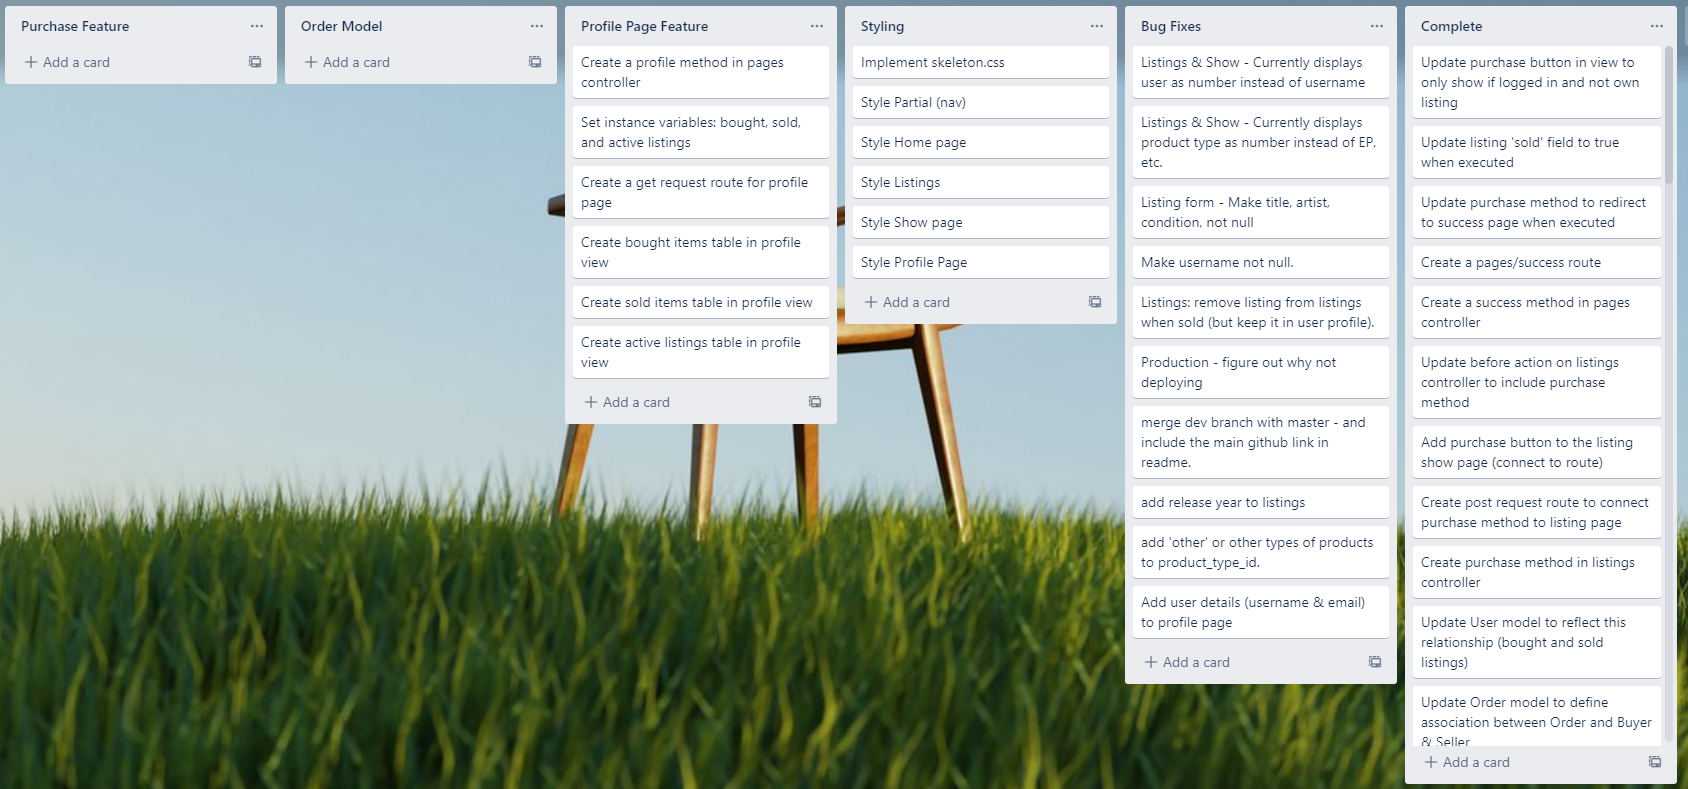 Purchase Feature
Add a card
Order Model
Add a card
Profile Page Feature
Create a profile method in pages
controller
Set instance variables: bought, sold,
and active listings
Create a get request route for profile
page
Create bought items table in profile
view
Create sold items table in profile view
Create active listings table in profile
view
Add a card
Styling
Implement skeleton.css
Style Partial (nav)
Style Home page
Style Listings
Style Show page
Style Profile Page
Add a card
Bug Fixes
Listings & Show - Currently displays
user as number instead of username
Listings & Show - Currently displays
product type as number instead of EP,
etc.
Listing form - Make title, artist,
condition, not null
Make username not null.
Listings: remove listing from listings
when sold (but keep it in user profile).
Production - figure out why not
deploying
merge dev branch with master - and
include the main github link in
readme.
add release year to listings
add 'other' or other types of products
to product_type_id.
Add user details (username & email)
to profile page
Add a card
Complete
Update purchase button in view to
only show if logged in and not own
listing
Update listing 'sold' field to true
when executed
Update purchase method to redirect
to success page when executed
Create a pages/success route
Create a success method in pages
controller
Update before action on listings
controller to include purchase
method
Add purchase button to the listing
show page (connect to route)
Create post request route to connect
purchase method to listing page
Create purchase method in listings
controller
Update User model to reflect this
relationship (bought and sold
listings)
Update Order model to define
association between Order and Buyer
& Seller
Add a card